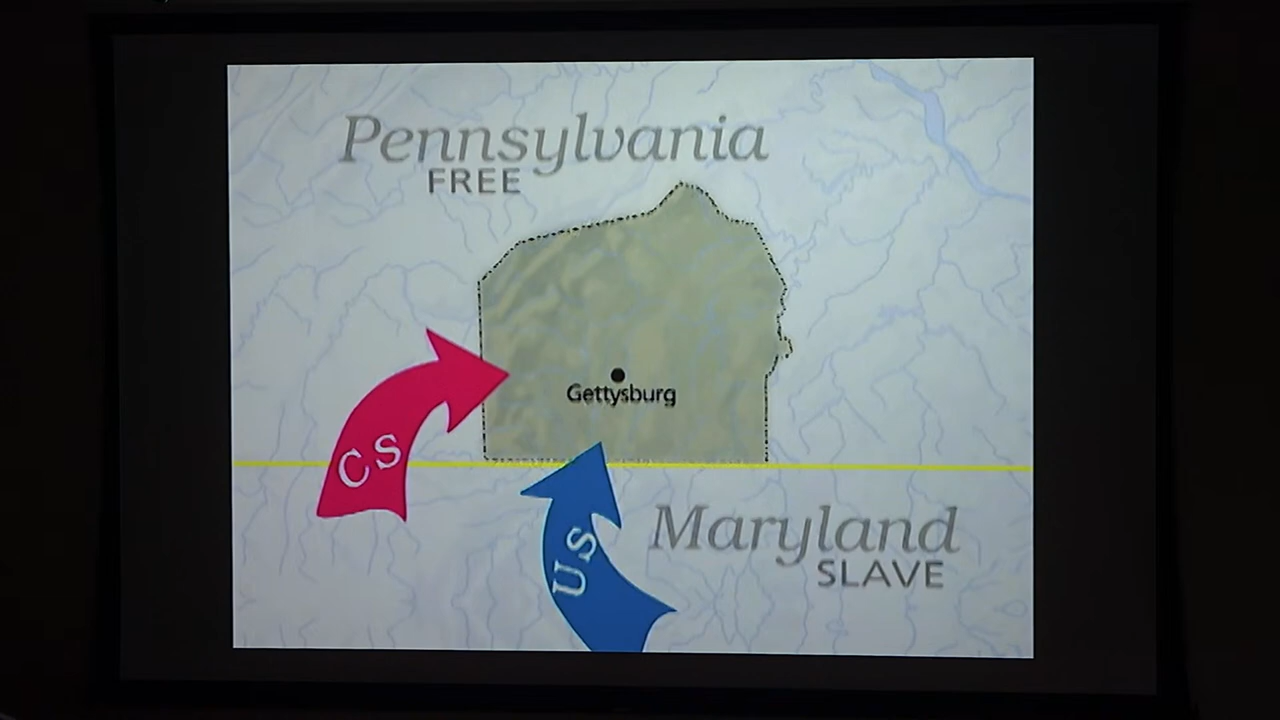 Pennsylvania
FREE
Gettysburg
CS
US
Maryland
SLAVE